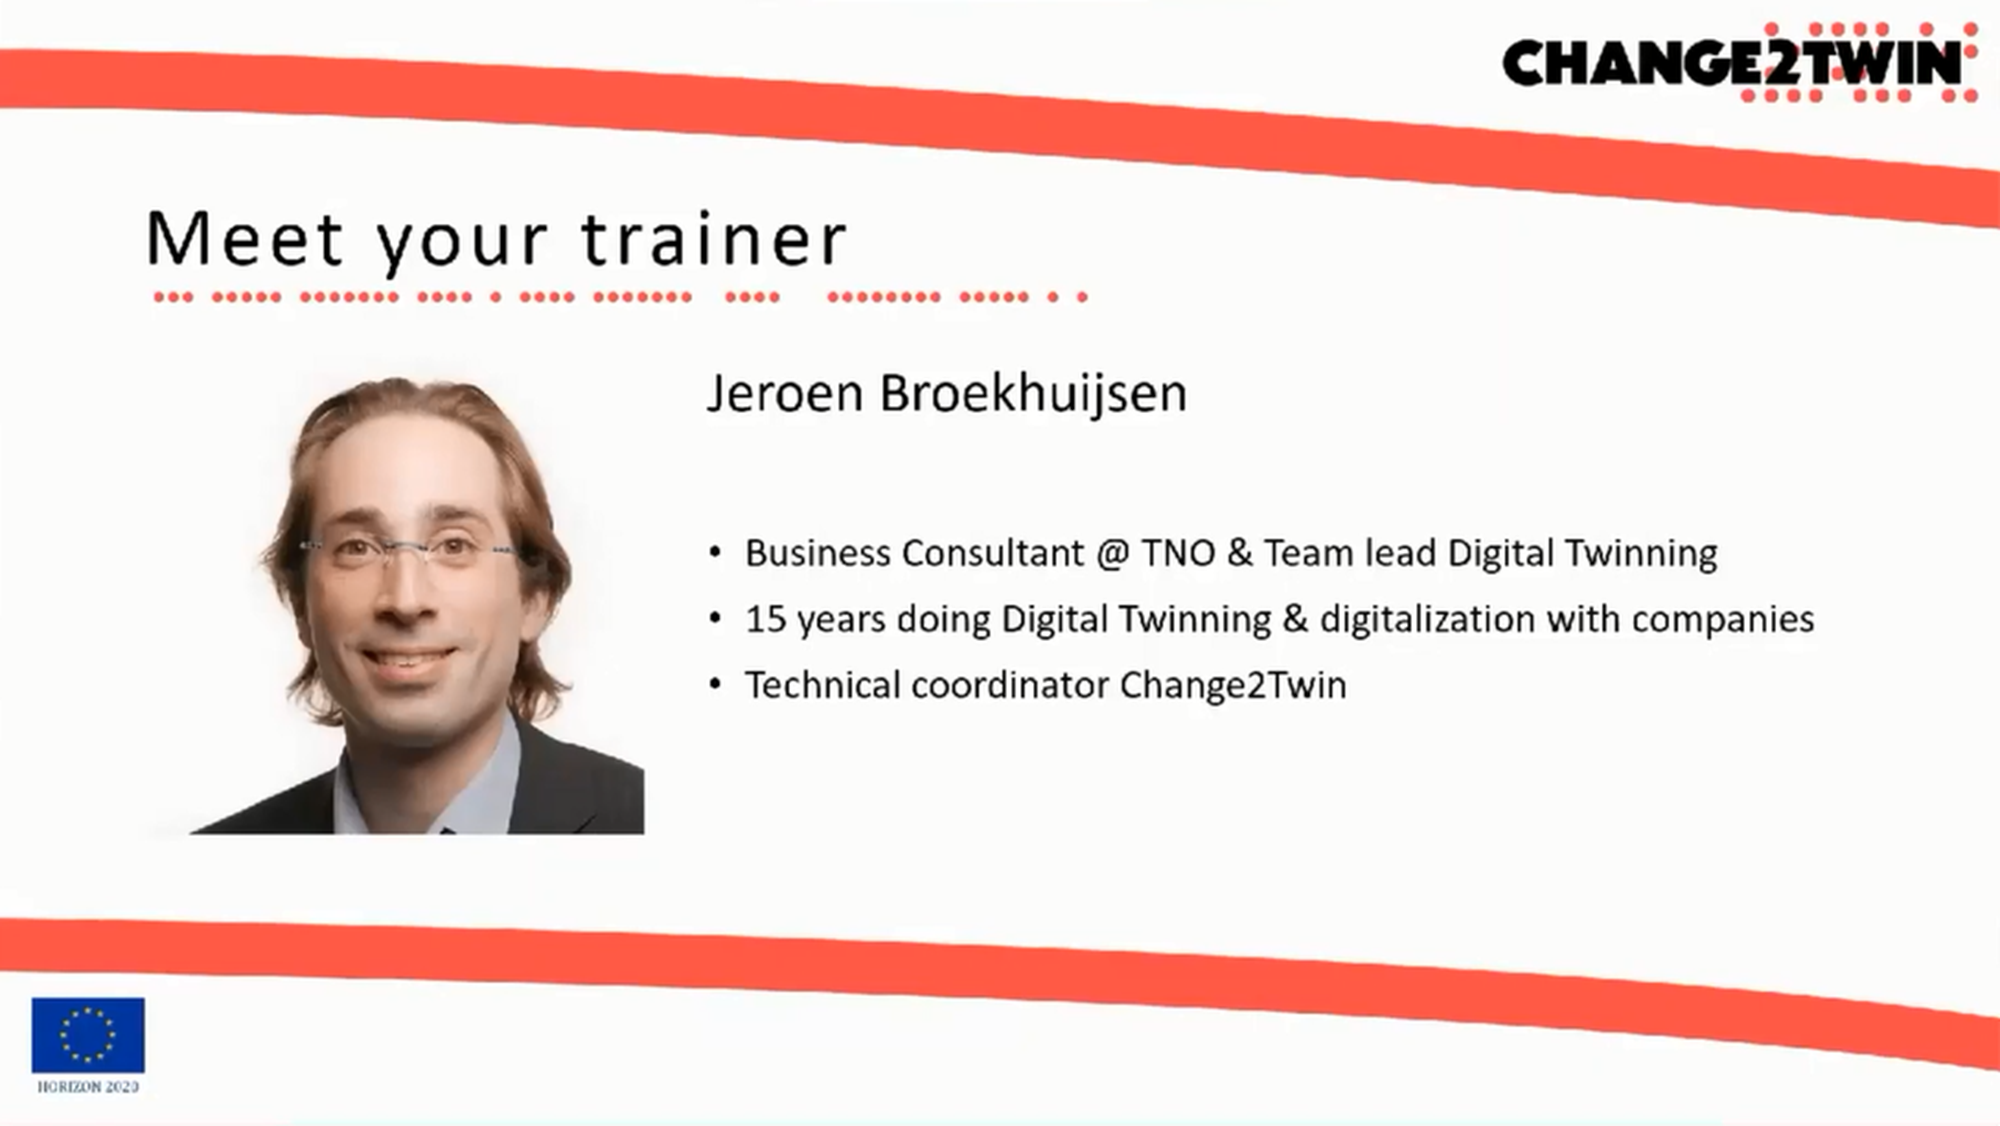 CHANGE2TWIN
Meet your trainer
Jeroen Broekhuijsen
• Business Consultant @ TNO & Team lead Digital Twinning
• 15 years doing Digital Twinning & digitalization with companies
• Technical coordinator Change2Twin
HORIZON 2020